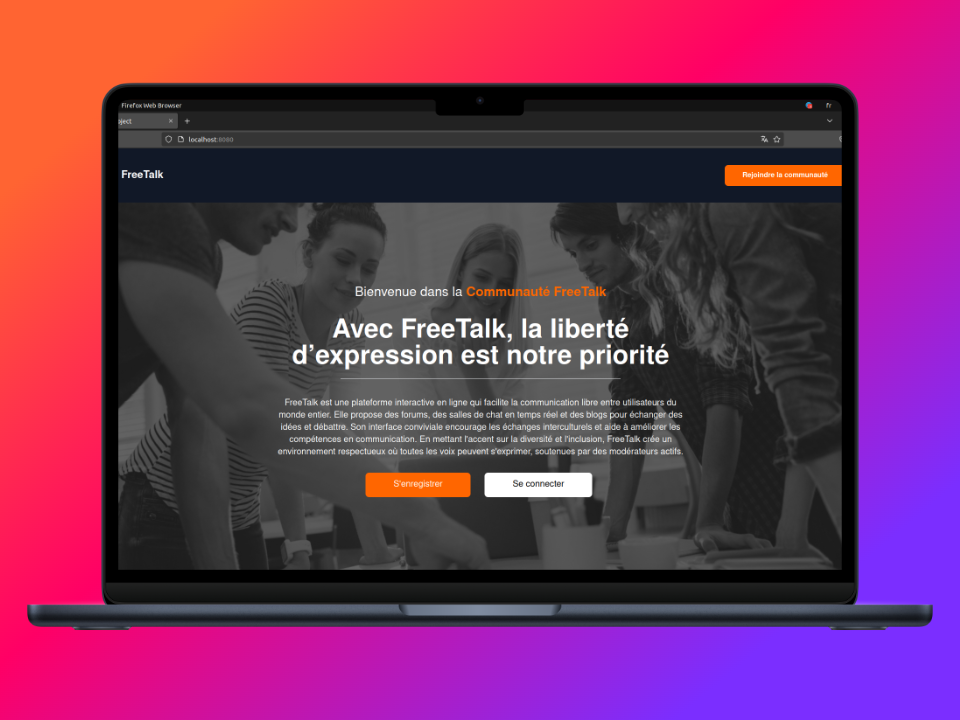 Firefox Web Browser
Fr
oject × +
localhost:8080
FreeTalk
Rejoindre la communauté
Bienvenue dans la Communauté FreeTalk
Avec FreeTalk, la liberté
d’expression est notre priorité
FreeTalk est une plateforme interactive en ligne qui facilite la communication libre entre utilisateurs du
monde entier. Elle propose des forums, des salles de chat en temps réel et des blogs pour échanger des
idées et débattre. Son interface conviviale encourage les échanges interculturels et aide à améliorer les
compétences en communication. En mettant l'accent sur la diversité et l'inclusion, FreeTalk crée un
environnement respectueux où toutes les voix peuvent s'exprimer, soutenues par des modérateurs actifs.
S'enregistrer
Se connecter